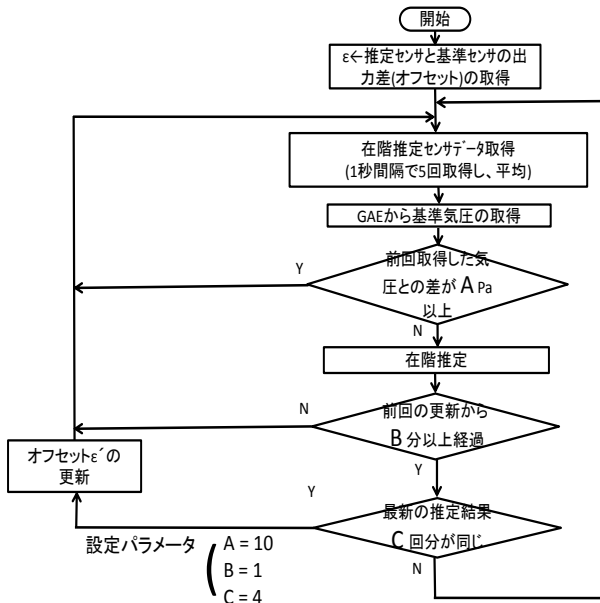 開始
ε←推定センサと基準センサの出
力差(オフセット)の取得
在階推定センサデータ取得
(1秒間隔で5回取得し、平均)
GAEから基準気圧の取得
前回取得した気
圧との差が A Pa
以上
Y
N
在階推定
前回の更新から
B 分以上経過
N
Y
オフセットε´の
更新
最新の推定結果
C 回分が同じ
Y
N
設定パラメータ
A = 10
B = 1
C = 4